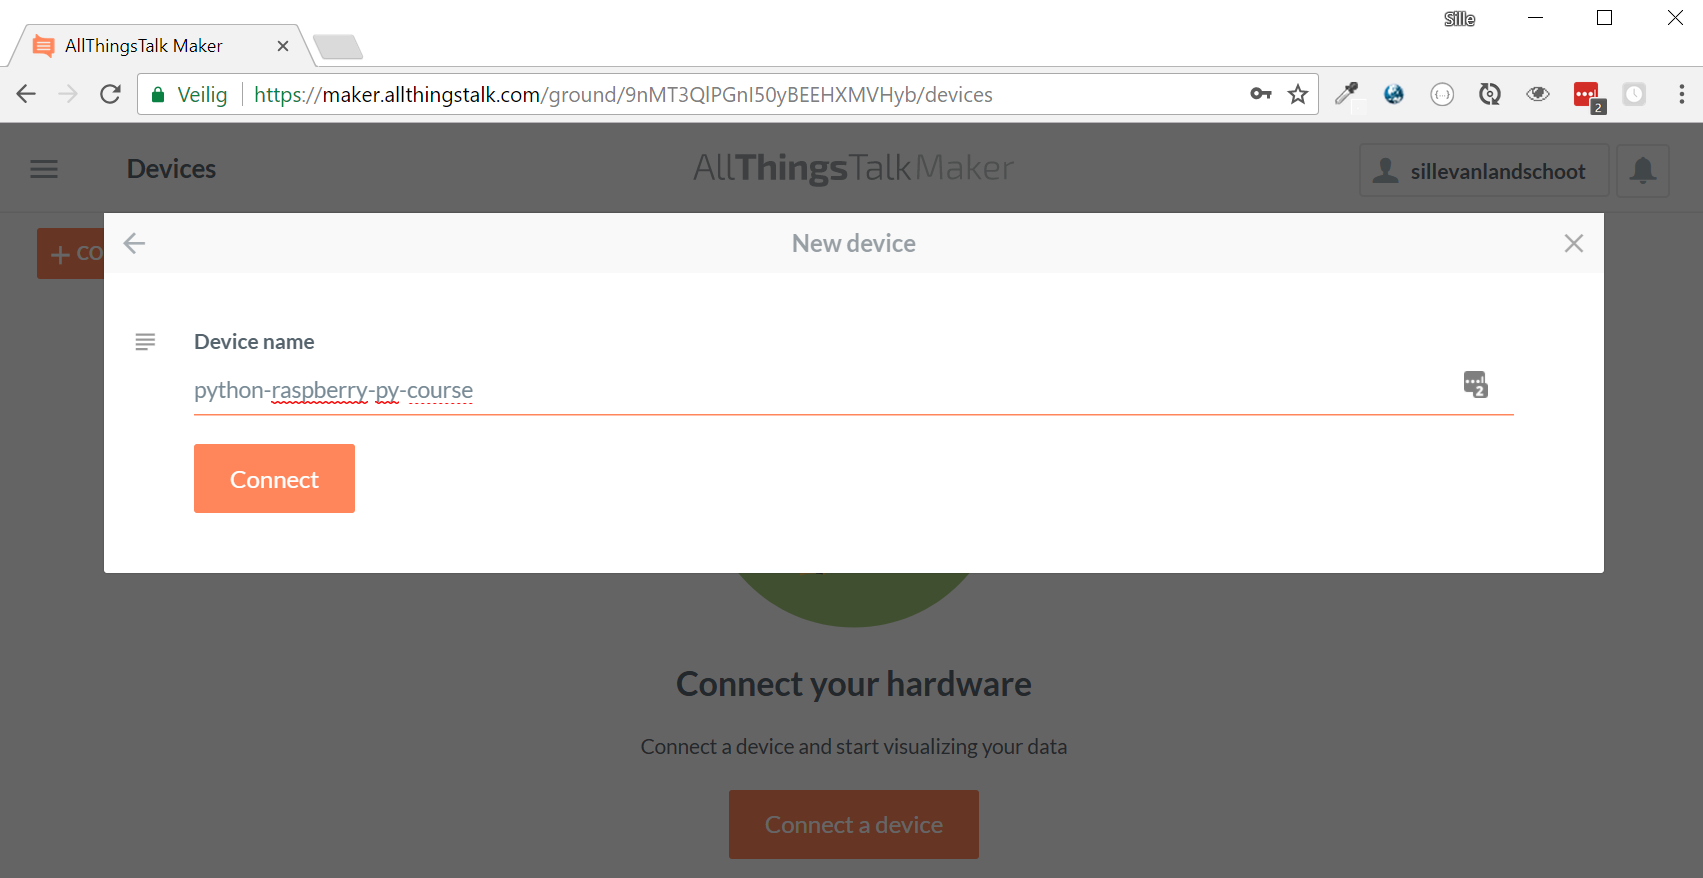 Sille
AllThingsTalk Maker
Veilig https://maker.allthingstalk.com/ground/9nMT3QlPGnI50yBEEHXMVHyb/devices
2
Devices
AllThingsTalkMaker
sillevanlandschoot
+ CO
New device
Device name
python-raspberry-py-course
2
Connect
Connect your hardware
Connect a device and start visualizing your data
Connect a device